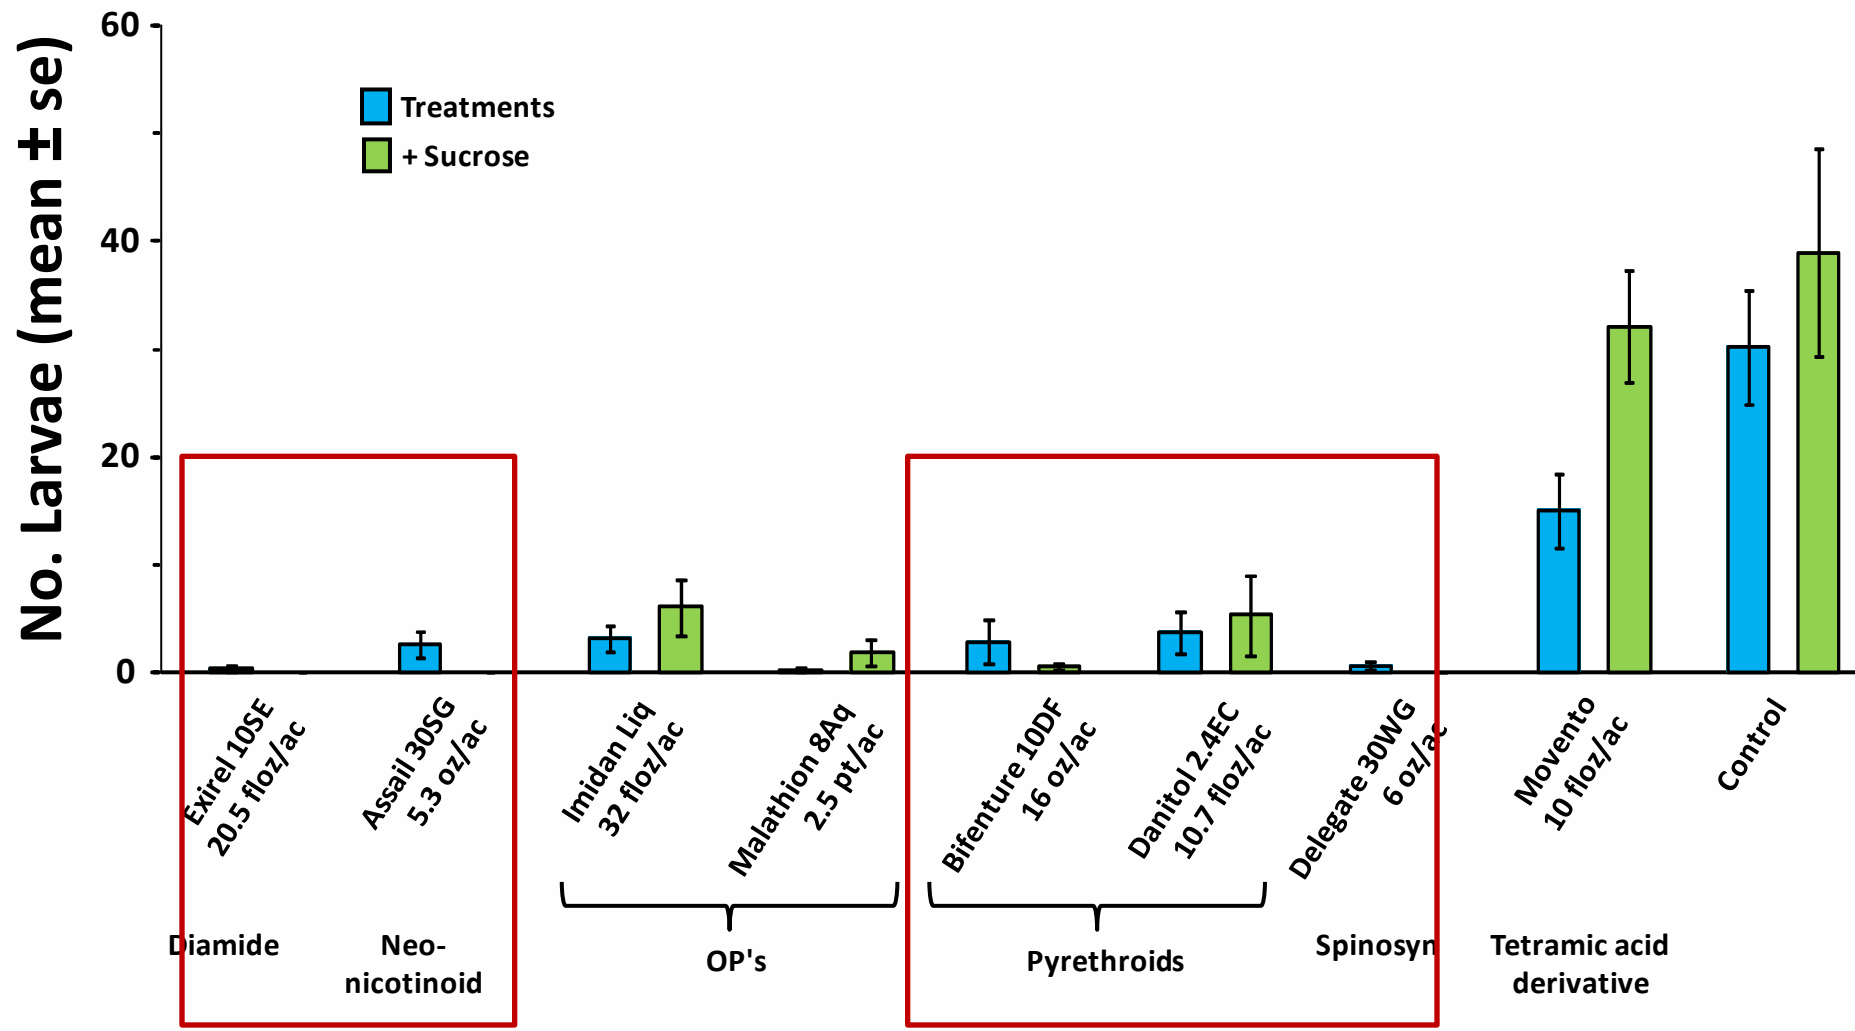 No. Larvae (mean ± se)
60
40
20
0
Treatments
+ Sucrose
Exirel 10SE
20.5 floz/ac
Assail 30SG
5.3 oz/ac
Imidan Liq
32 floz/ac
Malathion 8Aq
2.5 pt/ac
Bifenture 10DF
16 oz/ac
Danitol 2.4EC
10.7 floz/ac
Delegate 30WG
6 oz/ac
Movento
10 floz/ac
Control
Diamide
Neo-
nicotinoid
OP's
Pyrethroids
Spinosyn
Tetramic acid
derivative